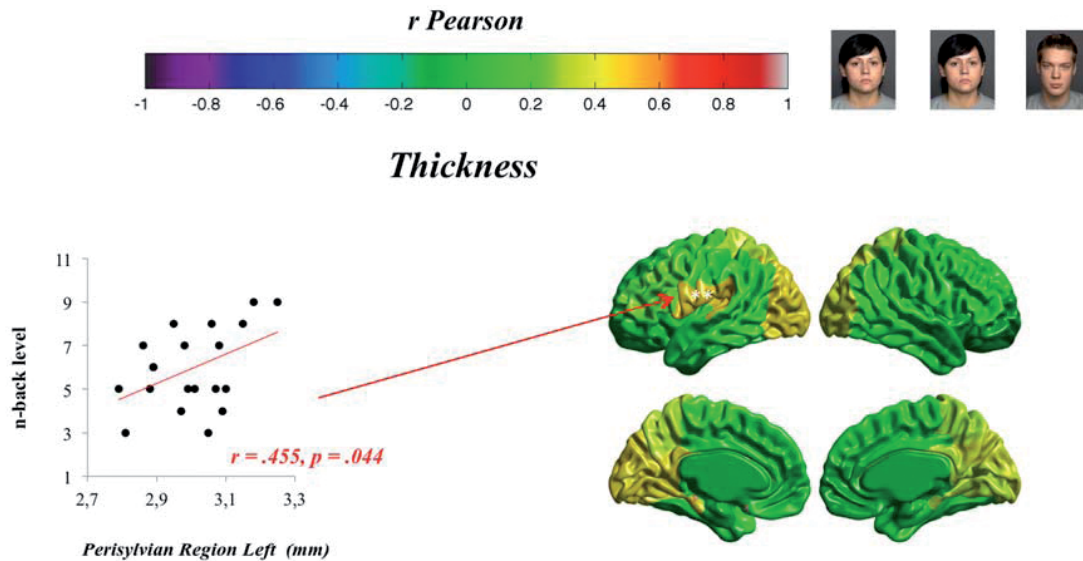 r Pearson
-1 -0.8 -0.6 -0.4 -0.2 0 0.2 0.4 0.6 0.8 1
Thickness
11
9
7
5
3
1
n-back level
**
r = .455, p = .044
2,7 2,9 3,1 3,3
Perisylvian Region Left (mm)